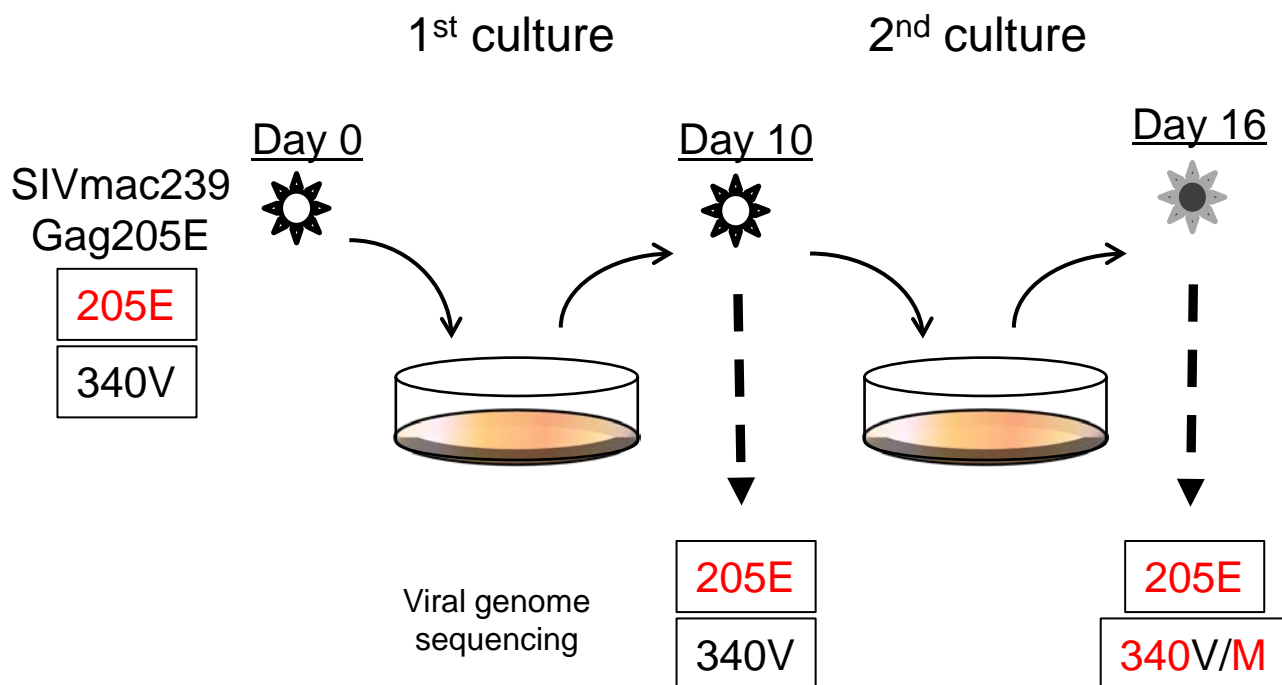 1st culture
2nd culture
Day 0
Day 10
Day 16
SIVmac239
Gag205E
205E
340V
Viral genome
sequencing
205E
340V
205E
340V/M